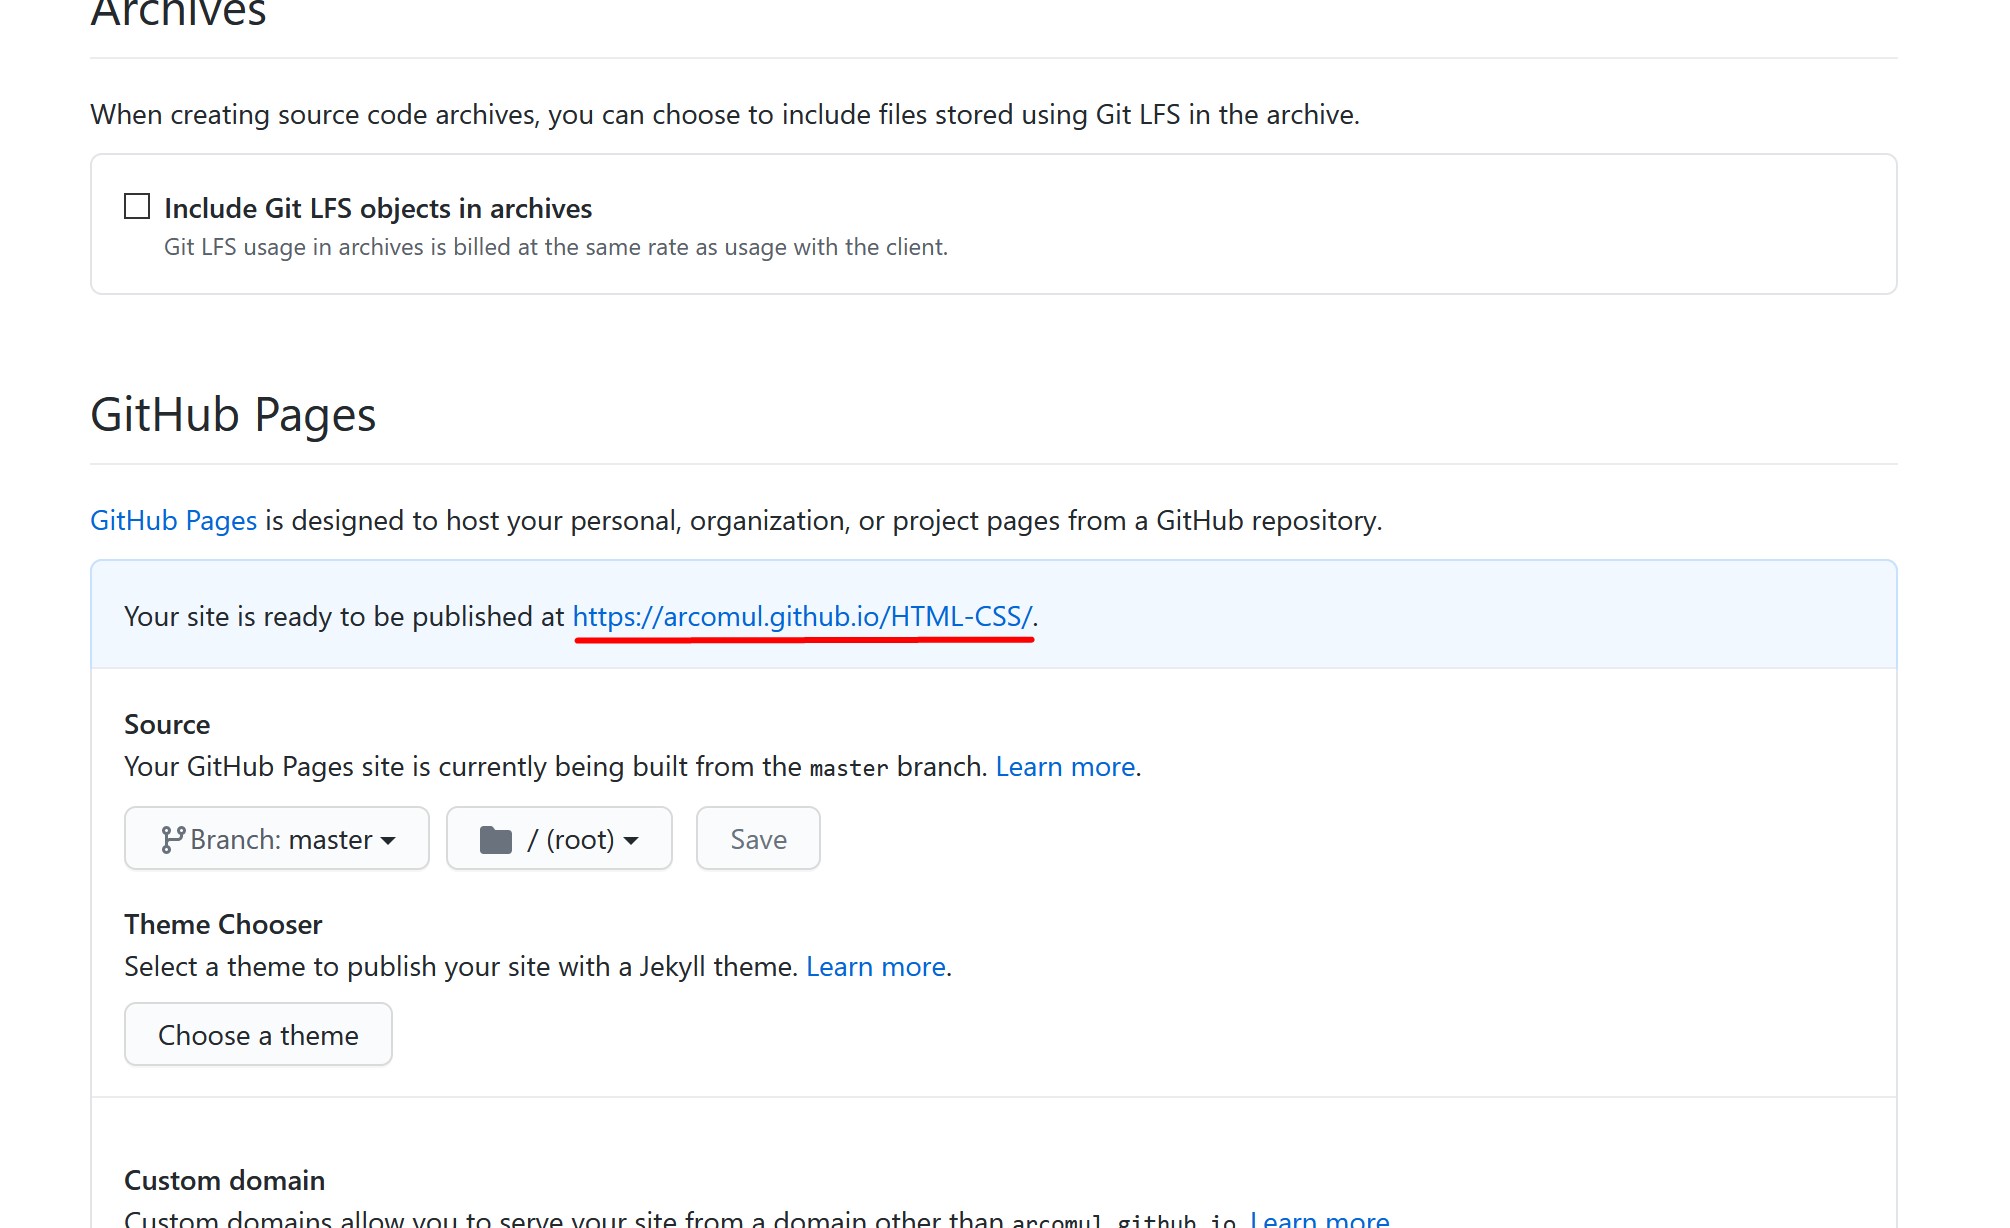 Archives
When creating source code archives, you can choose to include files stored using Git LFS in the archive.
Include Git LFS objects in archives
Git LFS usage in archives is billed at the same rate as usage with the client.
GitHub Pages
GitHub Pages is designed to host your personal, organization, or project pages from a GitHub repository.
Your site is ready to be published at https://arcomul.github.io/HTML-CSS/.
Source
Your GitHub Pages site is currently being built from the master branch. Learn more.
Branch: master / (root) Save
Theme Chooser
Select a theme to publish your site with a Jekyll theme. Learn more.
Choose a theme
Custom domain
Custom domains allow you to serve your site from a domain other than arcomul.github.io. Learn more